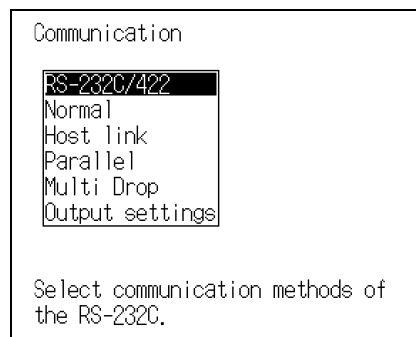 Communication
RS-232C/422
Normal
Host link
Parallel
Multi Drop
Output settings
Select communication methods of
the RS-232C.